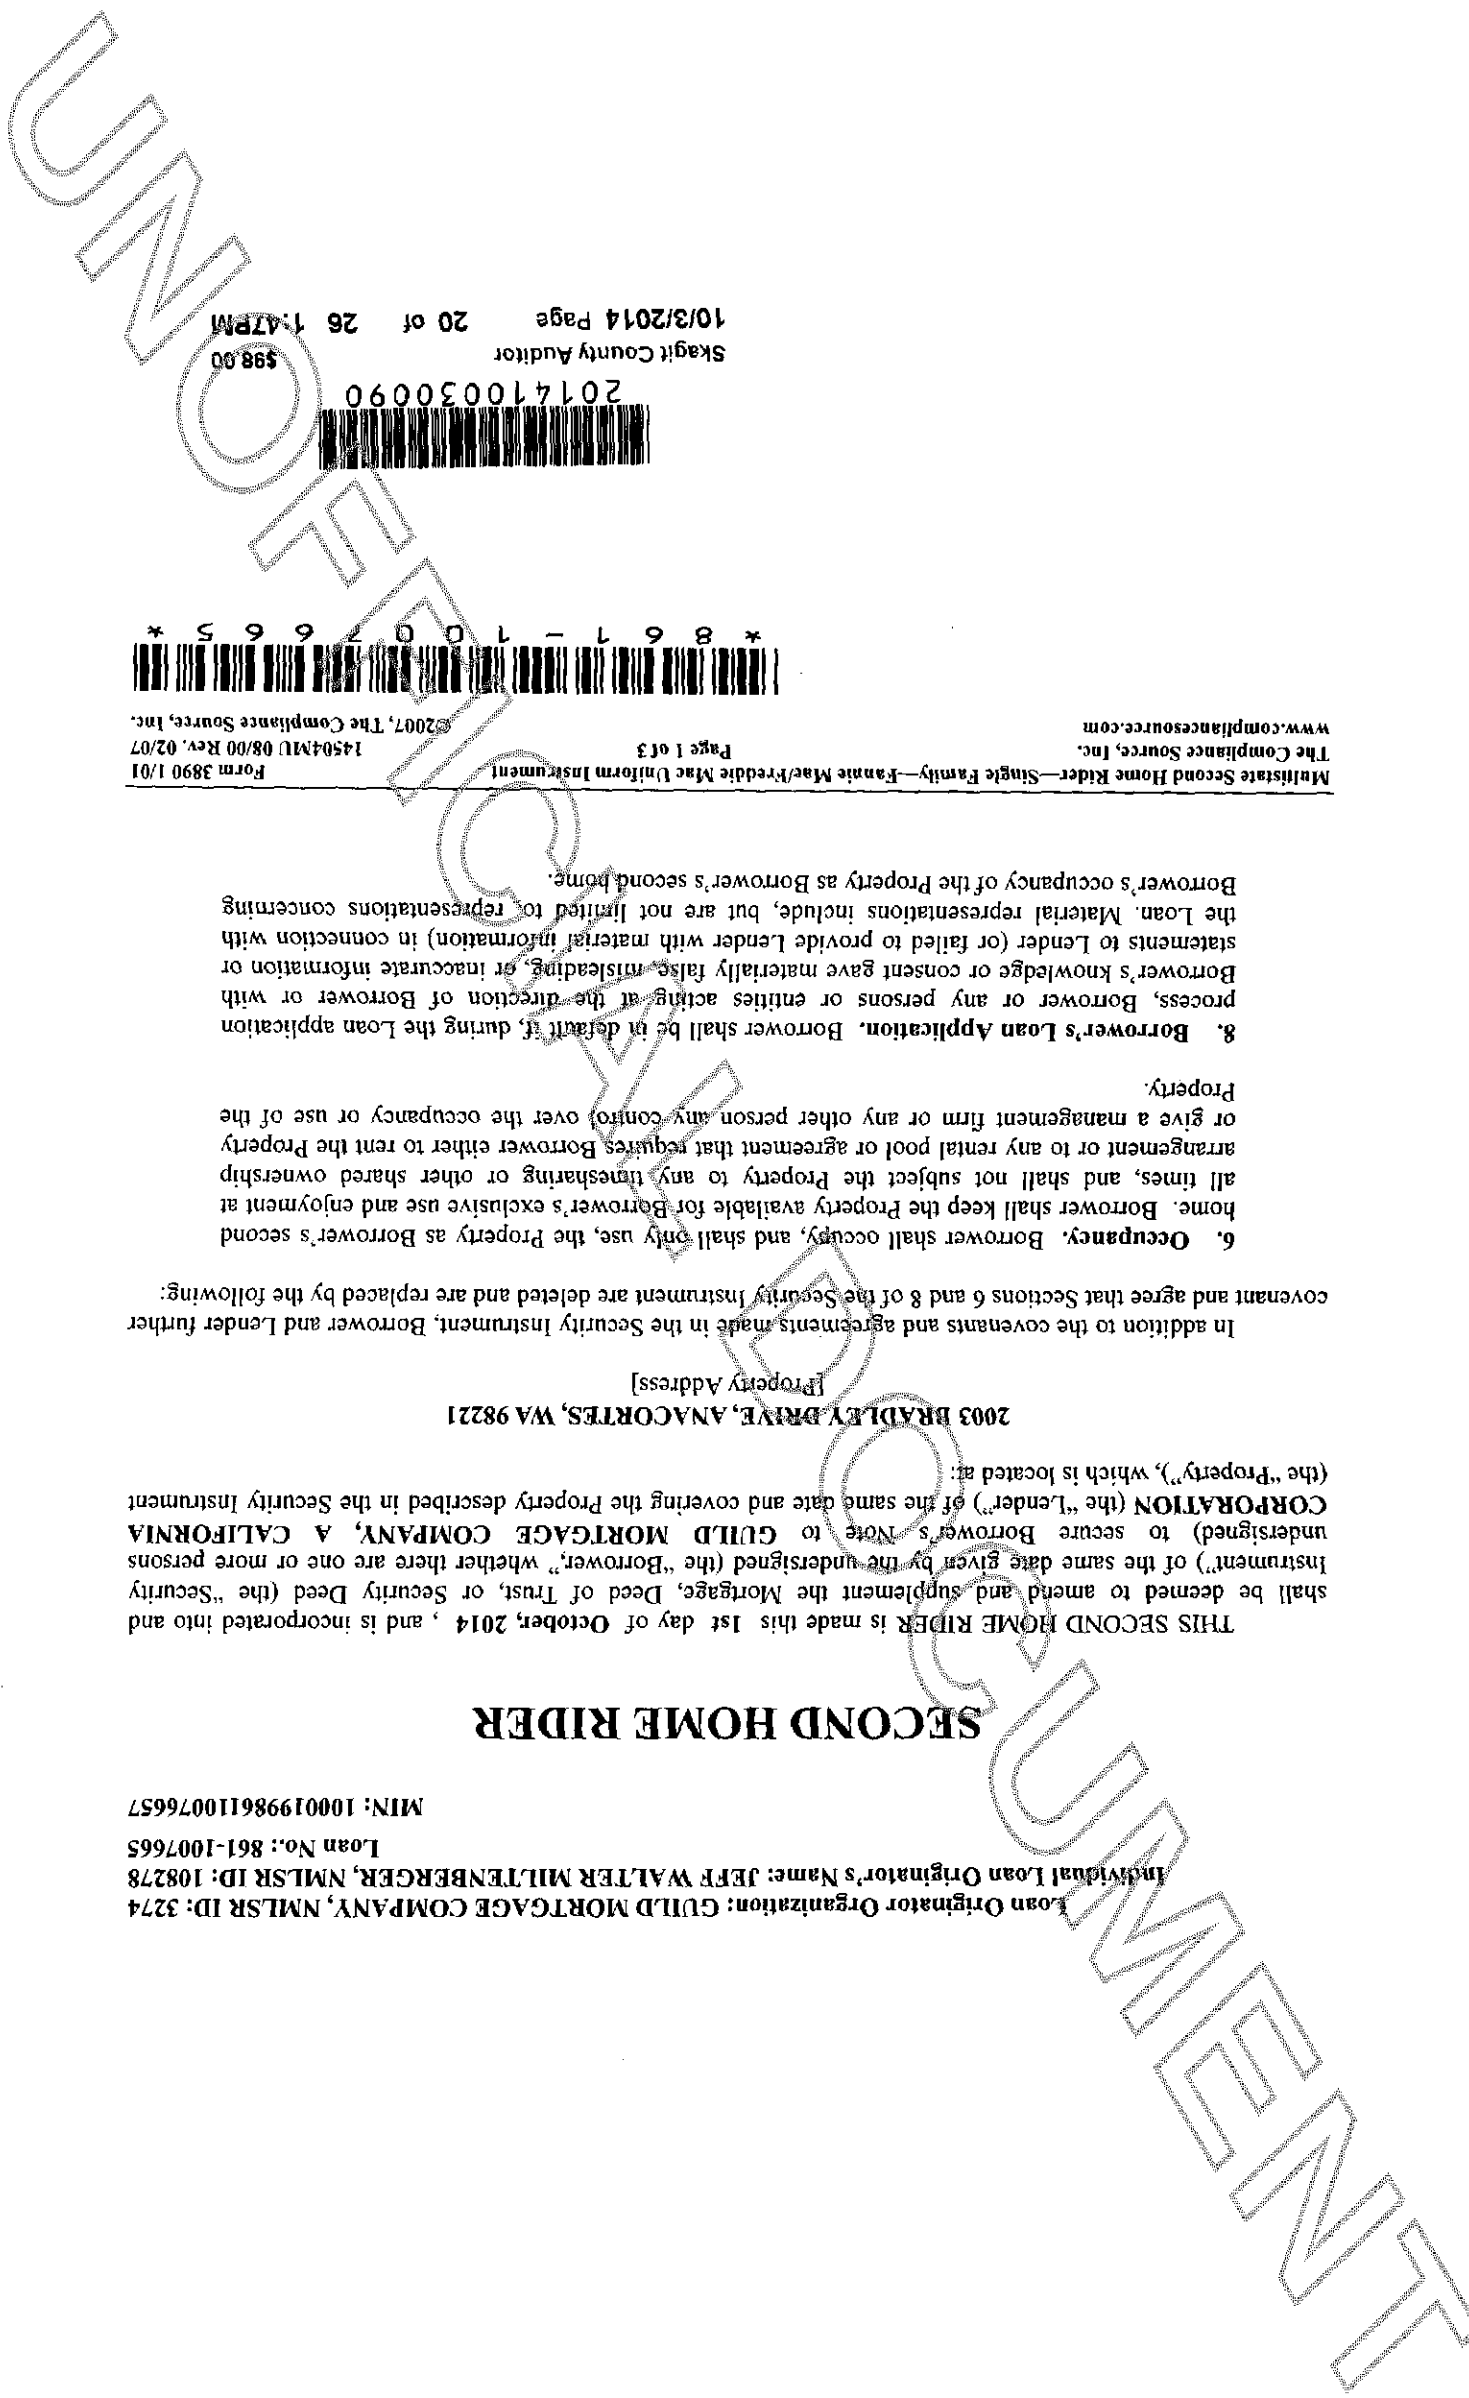 Loan Originator Organization: GUILD MORTGAGE COMPANY, NMLSR ID: 3274
Individual Loan Originator's Name: JEFF WALTER MILTENBERGER, NMLSR ID: 108278
Loan No.: 861-1007665
MIN: 100019986110076657
SECOND HOME RIDER
THIS SECOND HOME RIDER is made this 1st day of October, 2014 , and is incorporated into and
shall be deemed to amend and supplement the Mortgage, Deed of Trust, or Security Deed (the “Security
Instrument”) of the same date given by the undersigned (the “Borrower,” whether there are one or more persons
undersigned) to secure Borrower's Note to GUILD MORTGAGE COMPANY, A CALIFORNIA
CORPORATION (the “Lender”) of the same date and covering the Property described in the Security Instrument
(the “Property”), which is located at:
2003 BRADLEY DRIVE, ANACORTES, WA 98221
[Property Address]
In addition to the covenants and agreements made in the Security Instrument, Borrower and Lender further
covenant and agree that Sections 6 and 8 of the Security Instrument are deleted and are replaced by the following:
6. Occupancy. Borrower shall occupy, and shall only use, the Property as Borrower's second
home. Borrower shall keep the Property available for Borrower's exclusive use and enjoyment at
all times, and shall not subject the Property to any timesharing or other shared ownership
arrangement or to any rental pool or agreement that requires Borrower either to rent the Property
or give a management firm or any other person any control over the occupancy or use of the
Property.
8. Borrower's Loan Application. Borrower shall be in default if, during the Loan application
process, Borrower or any persons or entities acting at the direction of Borrower or with
Borrower's knowledge or consent gave materially false, misleading, or inaccurate information or
statements to Lender (or failed to provide Lender with material information) in connection with
the Loan. Material representations include, but are not limited to, representations concerning
Borrower's occupancy of the Property as Borrower's second home.
Multistate Second Home Rider—Single Family—Fannie Mae/Freddie Mac Uniform Instrument Form 3890 1/01
The Compliance Source, Inc. Page 1 of 3 14504MU 08/00 Rev. 02/07
www.compliancesource.com ©2007, The Compliance Source, Inc.
* 8 6 1 - 1 0 0 7 6 6 5 *
201410030090
Skagit County Auditor $98.00
10/3/2014 Page 20 of 26 1:47PM
UNOFFICIAL DOCUMENT